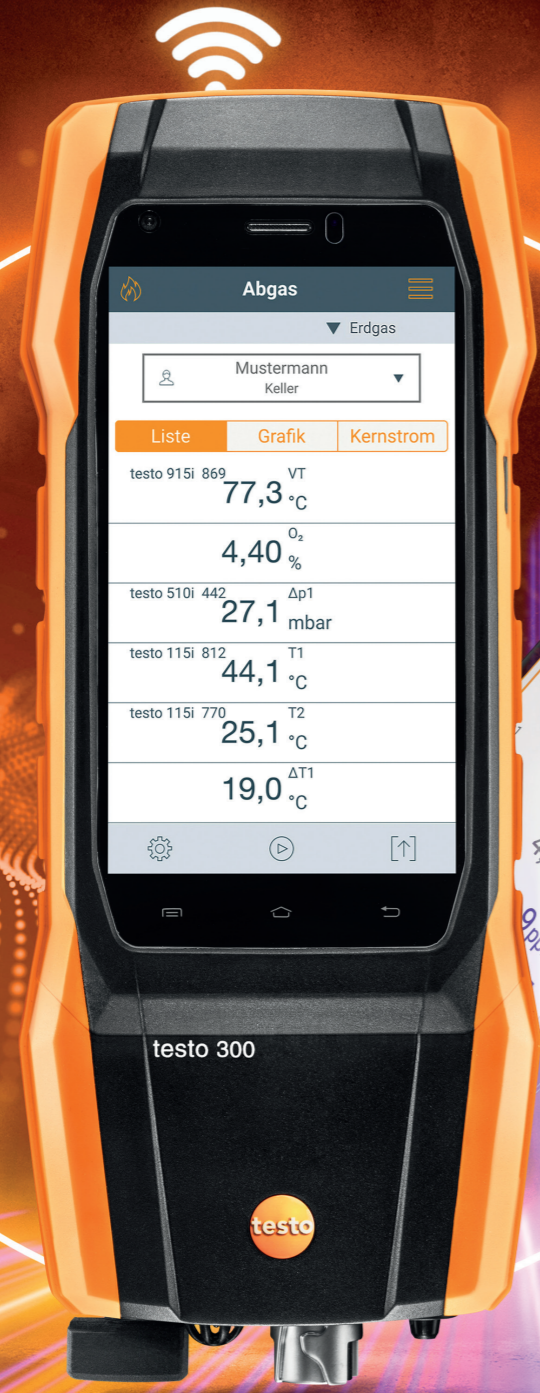 Abgas
Erdgas
Mustermann
Keller
Liste Grafik Kernstrom
testo 915i 869 VT
77,3 °C
O₂
4,40 %
testo 510i 442 Δp1
27,1 mbar
testo 115i 812 T1
44,1 °C
testo 115i 770 T2
25,1 °C
ΔT1
19,0 °C
testo 300
testo